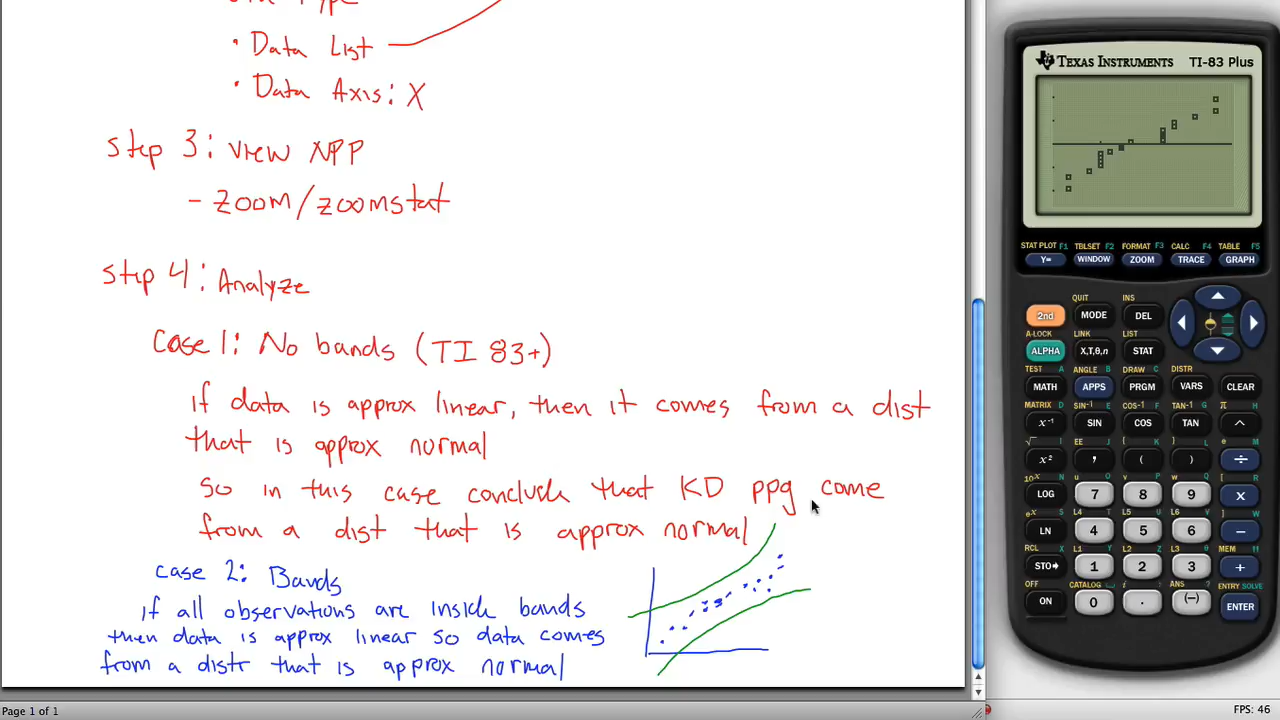 Data Type
• Data List
• Data Axis: X
Step 3: View NPP
- Zoom/zoomstat
Step 4: Analyze
Case 1: No bands (TI 83+)
if data is approx linear, then it comes from a dist
that is approx normal
So in this case conclude that KD ppg come
from a dist that is approx normal
Case 2: Bands
if all observations are inside bands
then data is approx linear so data comes
from a distr that is approx normal
Page 1 of 1
TEXAS INSTRUMENTS TI-83 Plus
STAT PLOT F1 TBLSET F2 FORMAT F3 CALC F4 TABLE F5
Y= WINDOW ZOOM TRACE GRAPH
QUIT INS
2nd MODE DEL
A-LOCK LINK LIST
ALPHA X,T,θ,n STAT
TEST A ANGLE B DRAW C DISTR
MATH APPS PRGM VARS CLEAR
MATRIX D SIN-1 E COS-1 F TAN-1 G π H
x-1 SIN COS TAN ^
√ I EE J { K } L e M
x2 , ( ) ÷
10x N u O v P w Q [ R
LOG 7 8 9 ×
ex S L4 T L5 U L6 V ] W
LN 4 5 6 −
RCL X L1 Y L2 Z L3 θ MEM "
STO▸ 1 2 3 +
OFF CATALOG i : ANS ? ENTRY SOLVE
ON 0 . (−) ENTER
FPS: 46